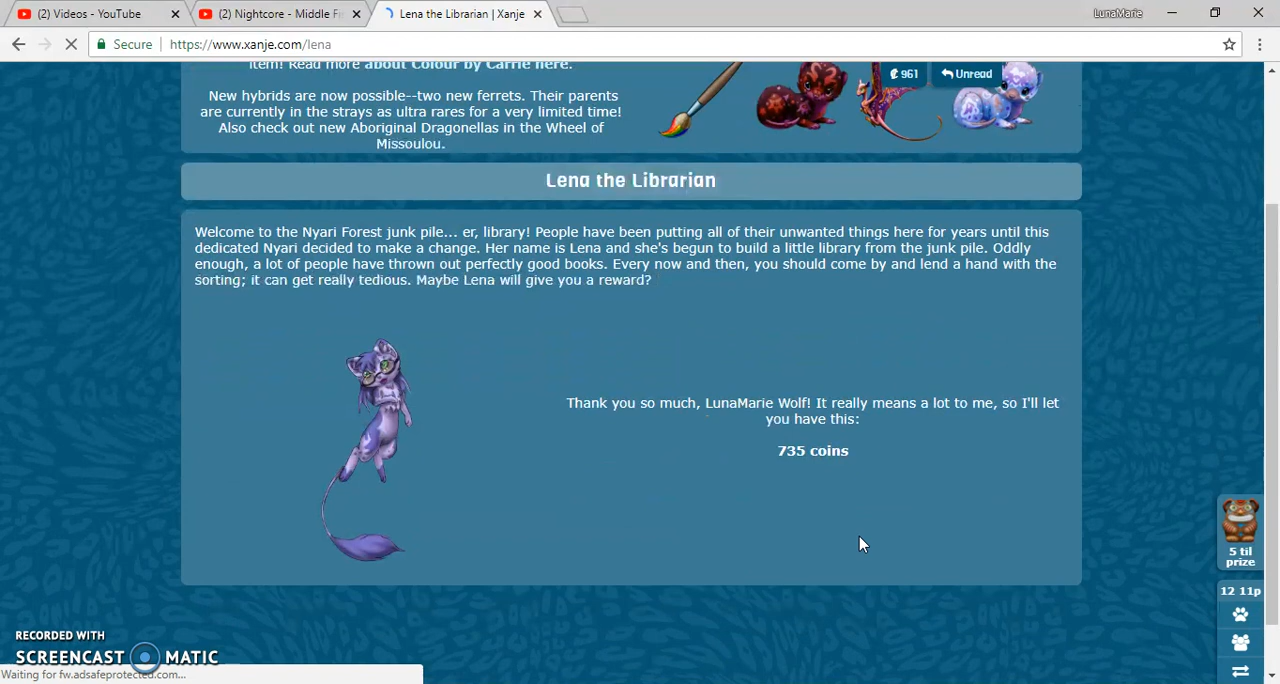 (2) Videos - YouTube
(2) Nightcore - Middle Fi
Lena the Librarian | Xanje
LunaMarie
Secure
https://www.xanje.com/lena
item! Read more about Colour by Carrie here.
961
Unread
New hybrids are now possible--two new ferrets. Their parents
are currently in the strays as ultra rares for a very limited time!
Also check out new Aboriginal Dragonellas in the Wheel of
Missoulou.
Lena the Librarian
Welcome to the Nyari Forest junk pile... er, library! People have been putting all of their unwanted things here for years until this
dedicated Nyari decided to make a change. Her name is Lena and she's begun to build a little library from the junk pile. Oddly
enough, a lot of people have thrown out perfectly good books. Every now and then, you should come by and lend a hand with the
sorting; it can get really tedious. Maybe Lena will give you a reward?
Thank you so much, LunaMarie Wolf! It really means a lot to me, so I'll let
you have this:
735 coins
5 til
prize
12 11p
RECORDED WITH
SCREENCAST MATIC
Waiting for fw.adsafeprotected.com...